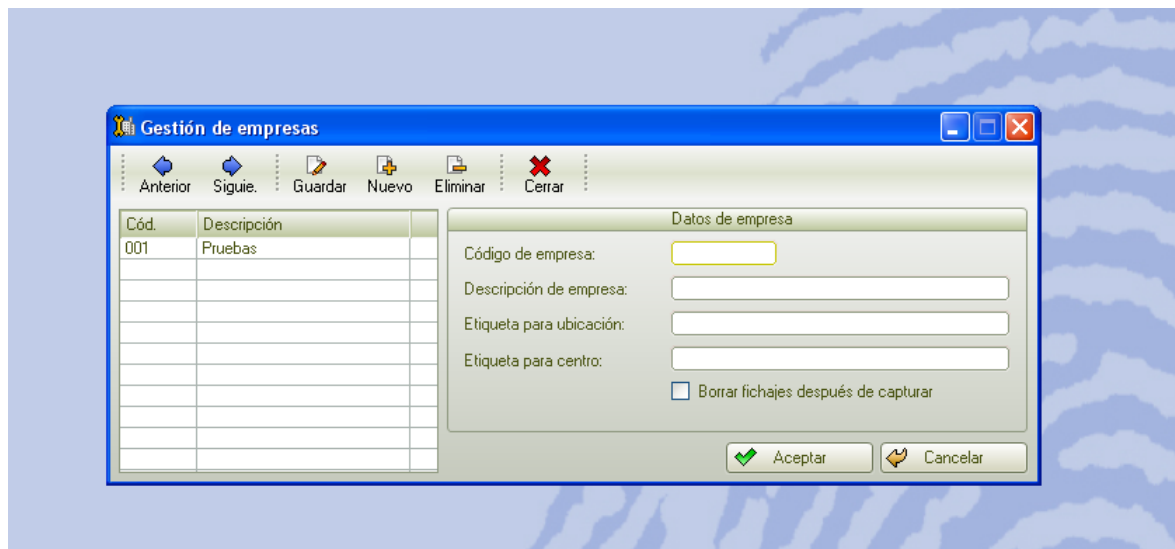 Gestión de empresas
Anterior Siguie. Guardar Nuevo Eliminar Cerrar
Cód. Descripción
001 Pruebas
Datos de empresa
Código de empresa:
Descripción de empresa:
Etiqueta para ubicación:
Etiqueta para centro:
Borrar fichajes después de capturar
Aceptar Cancelar